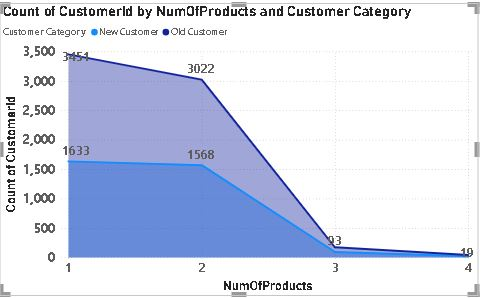 Count of CustomerId by NumOfProducts and Customer Category
Customer Category New Customer Old Customer
3,500
3,000
2,500
2,000
1,500
1,000
500
0
Count of CustomerId
3451
3022
1633
1568
93
19
1 2 3 4
NumOfProducts